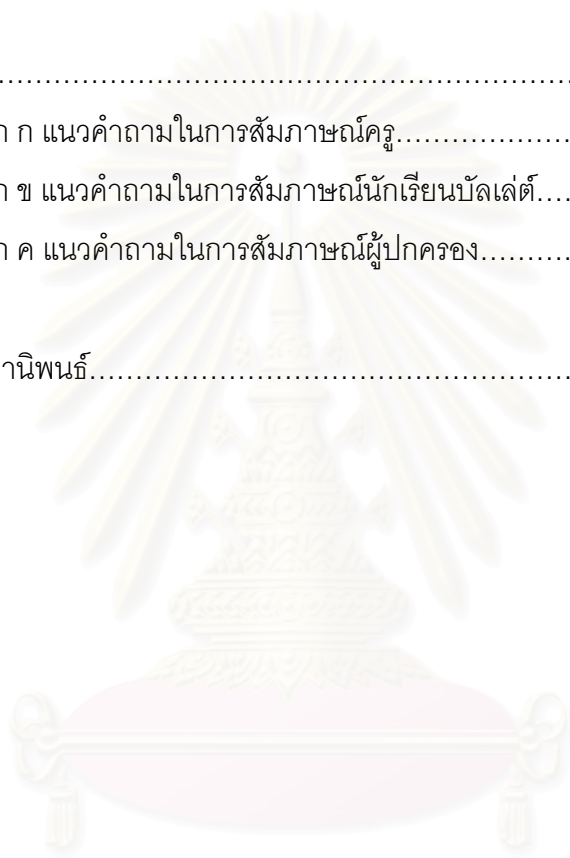 ........................................................................
ก ก แนวคำถามในการสัมภาษณ์ครู...................
ก ข แนวคำถามในการสัมภาษณ์นักเรียนบัลเล่ต์....
ก ค แนวคำถามในการสัมภาษณ์ผู้ปกครอง..........
านิพนธ์............................................................